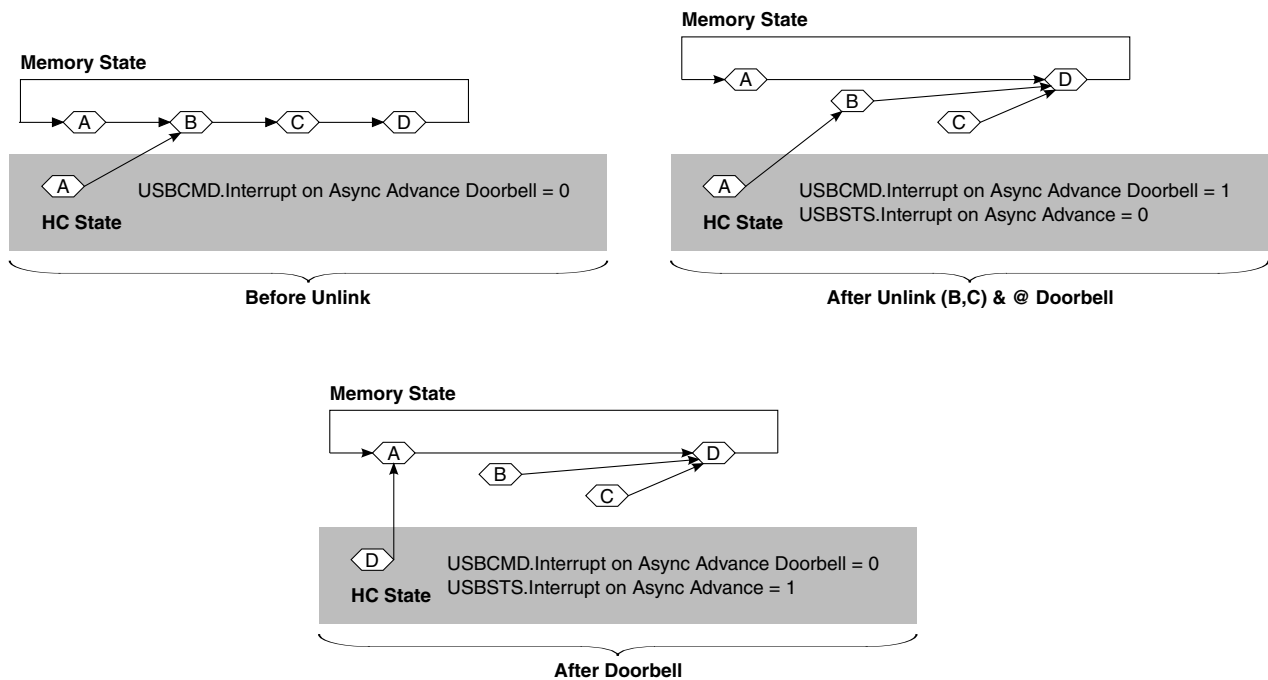 Memory State
A
B
C
D
A
USBCMD.Interrupt on Async Advance Doorbell = 0
HC State
Before Unlink
Memory State
A
D
B
C
A
USBCMD.Interrupt on Async Advance Doorbell = 1
HC State
USBSTS.Interrupt on Async Advance = 0
After Unlink (B,C) & @ Doorbell
Memory State
A
D
B
C
D
USBCMD.Interrupt on Async Advance Doorbell = 0
HC State
USBSTS.Interrupt on Async Advance = 1
After Doorbell